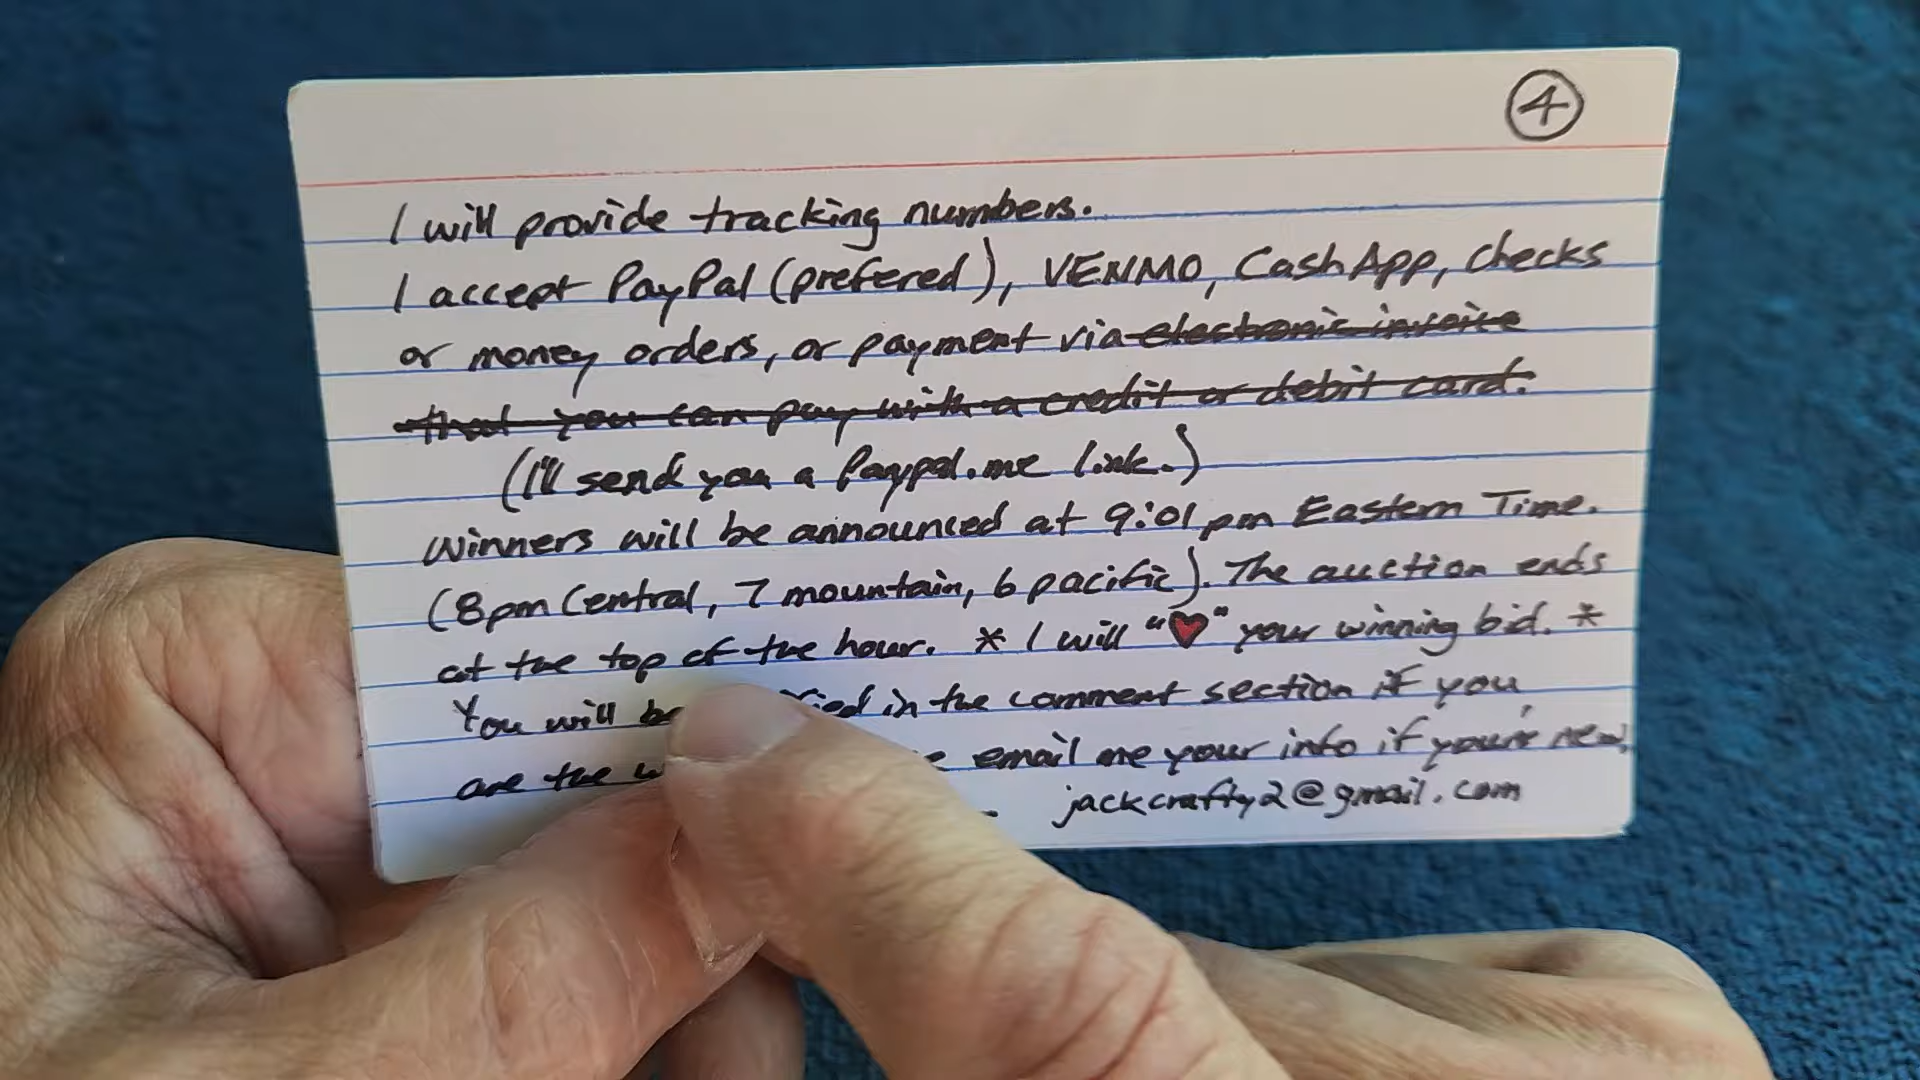 4
I will provide tracking numbers.
I accept PayPal (prefered), VENMO, CashApp, checks
or money orders, or payment via electronic invoice
that you can pay with a credit or debit card.
(I'll send you a Paypal.me link.)
winners will be announced at 9:01 pm Eastern Time.
(8pm Central, 7 mountain, 6 pacific). The auction ends
at the top of the hour. * I will "❤" your winning bid. *
You will be in the comment section if you
are the email me your info if you're new.
jackcrafty2@gmail.com